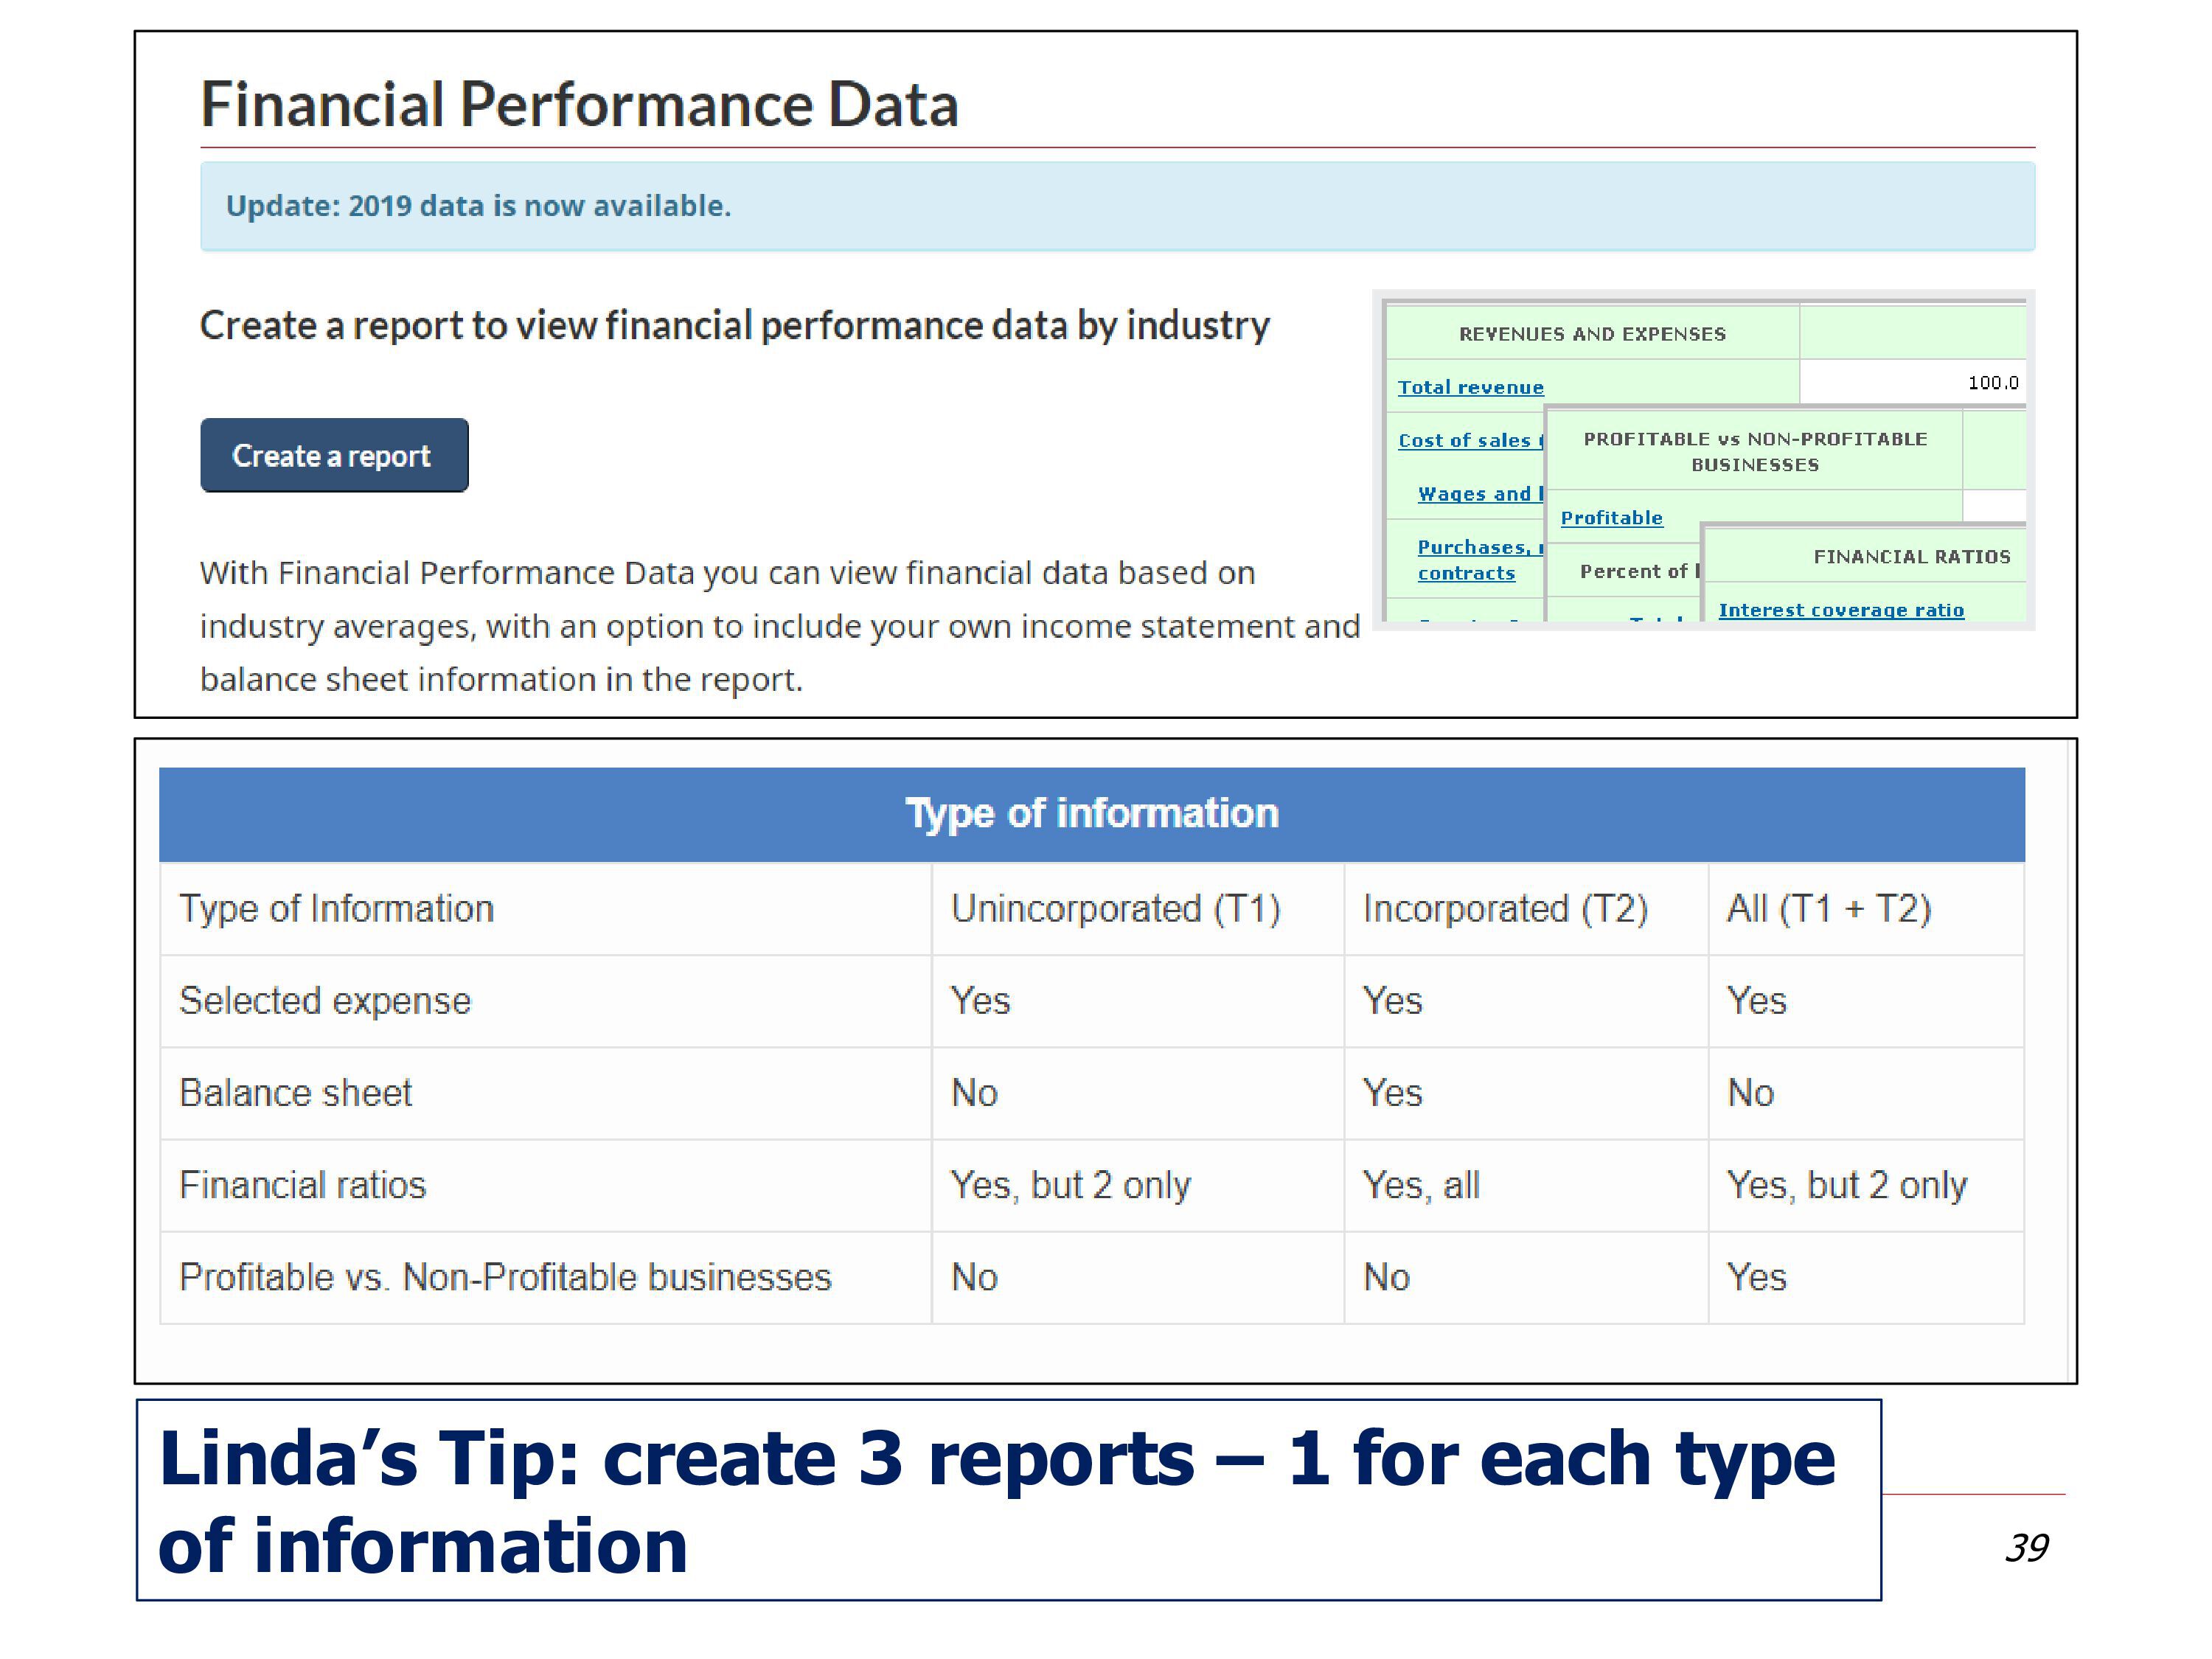 Financial Performance Data
Update: 2019 data is now available.
Create a report to view financial performance data by industry
Create a report
With Financial Performance Data you can view financial data based on
industry averages, with an option to include your own income statement and
balance sheet information in the report.
REVENUES AND EXPENSES
Total revenue 100.0
Cost of sales
Wages and
Purchases,
contracts
PROFITABLE vs NON-PROFITABLE
BUSINESSES
Profitable
Percent of
FINANCIAL RATIOS
Interest coverage ratio
Type of information
Type of Information Unincorporated (T1) Incorporated (T2) All (T1 + T2)
Selected expense Yes Yes Yes
Balance sheet No Yes No
Financial ratios Yes, but 2 only Yes, all Yes, but 2 only
Profitable vs. Non-Profitable businesses No No Yes
Linda’s Tip: create 3 reports – 1 for each type
of information
39